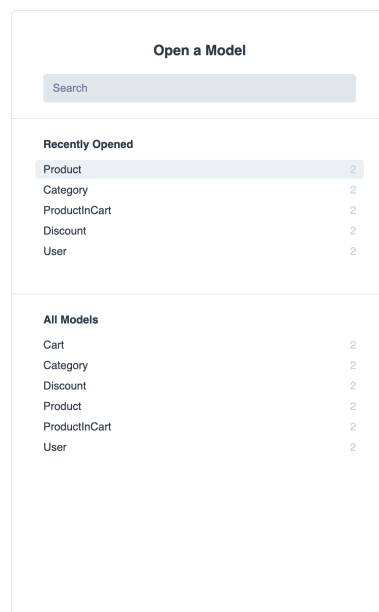 Open a Model
Search
Recently Opened
Product 2
Category 2
ProductInCart 2
Discount 2
User 2
All Models
Cart 2
Category 2
Discount 2
Product 2
ProductInCart 2
User 2